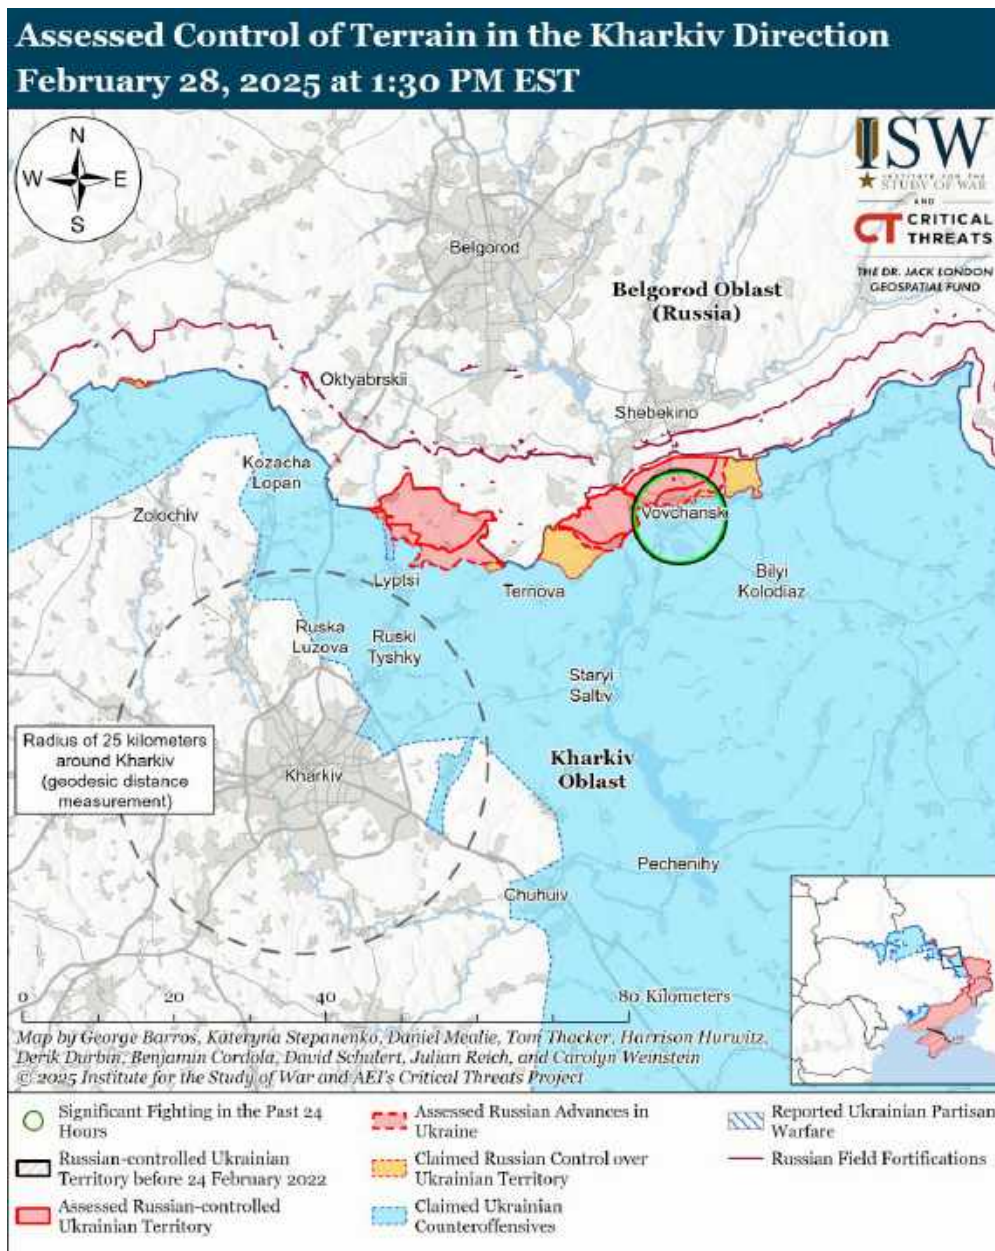 Assessed Control of Terrain in the Kharkiv Direction
February 28, 2025 at 1:30 PM EST
N
W
E
S
ISW
INSTITUTE FOR THE
STUDY OF WAR
AND
CT CRITICAL
THREATS
THE DR. JACK LONDON
GEOSPATIAL FUND
Belgorod
Belgorod Oblast
(Russia)
Oktyabrskii
Shebekino
Kozacha
Lopan
Zolochiv
Vovchansk
Lyptsi
Ternova
Bilyi
Kolodiaz
Ruska
Luzova
Ruski
Tyshky
Staryi
Saltiv
Radius of 25 kilometers
around Kharkiv
(geodesic distance
measurement)
Kharkiv
Kharkiv
Oblast
Pechenihy
Chuhuiv
0
20
40
80 Kilometers
Map by George Barros, Kateryna Stepanenko, Daniel Mealie, Tom Thacker, Harrison Hurwitz,
Derik Durbin, Benjamin Cordola, David Schulert, Julian Reich, and Carolyn Weinstein
© 2025 Institute for the Study of War and AEI's Critical Threats Project
Significant Fighting in the Past 24
Hours
Russian-controlled Ukrainian
Territory before 24 February 2022
Assessed Russian-controlled
Ukrainian Territory
Assessed Russian Advances in
Ukraine
Claimed Russian Control over
Ukrainian Territory
Claimed Ukrainian
Counteroffensives
Reported Ukrainian Partisan
Warfare
Russian Field Fortifications